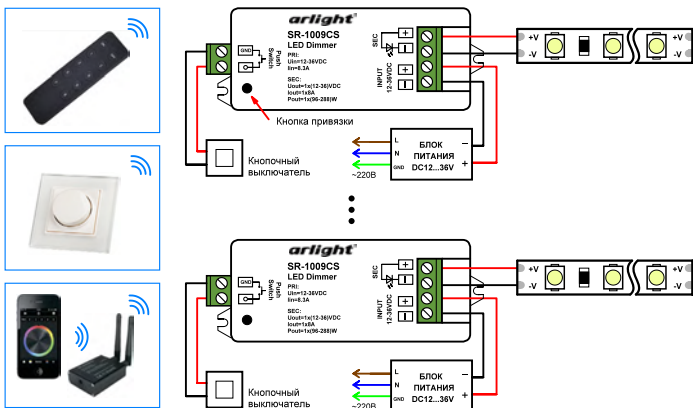 arlight®
SR-1009CS
LED Dimmer
PRI:
Uin=12-36VDC
Iin=8.3A
SEC:
Uout=1x(12-36)VDC
Iout=1x8A
Pout=1x(96-288)W
GND
Push
Switch
SEC
+
−
+
−
INPUT
12-36VDC
+V
-V
+V
-V
Кнопка привязки
Кнопочный
выключатель
L
N
GND
~220В
БЛОК
ПИТАНИЯ
DC12...36V
−
+
arlight®
SR-1009CS
LED Dimmer
PRI:
Uin=12-36VDC
Iin=8.3A
SEC:
Uout=1x(12-36)VDC
Iout=1x8A
Pout=1x(96-288)W
GND
Push
Switch
SEC
+
−
+
−
INPUT
12-36VDC
+V
-V
+V
-V
Кнопочный
выключатель
L
N
GND
~220В
БЛОК
ПИТАНИЯ
DC12...36V
−
+